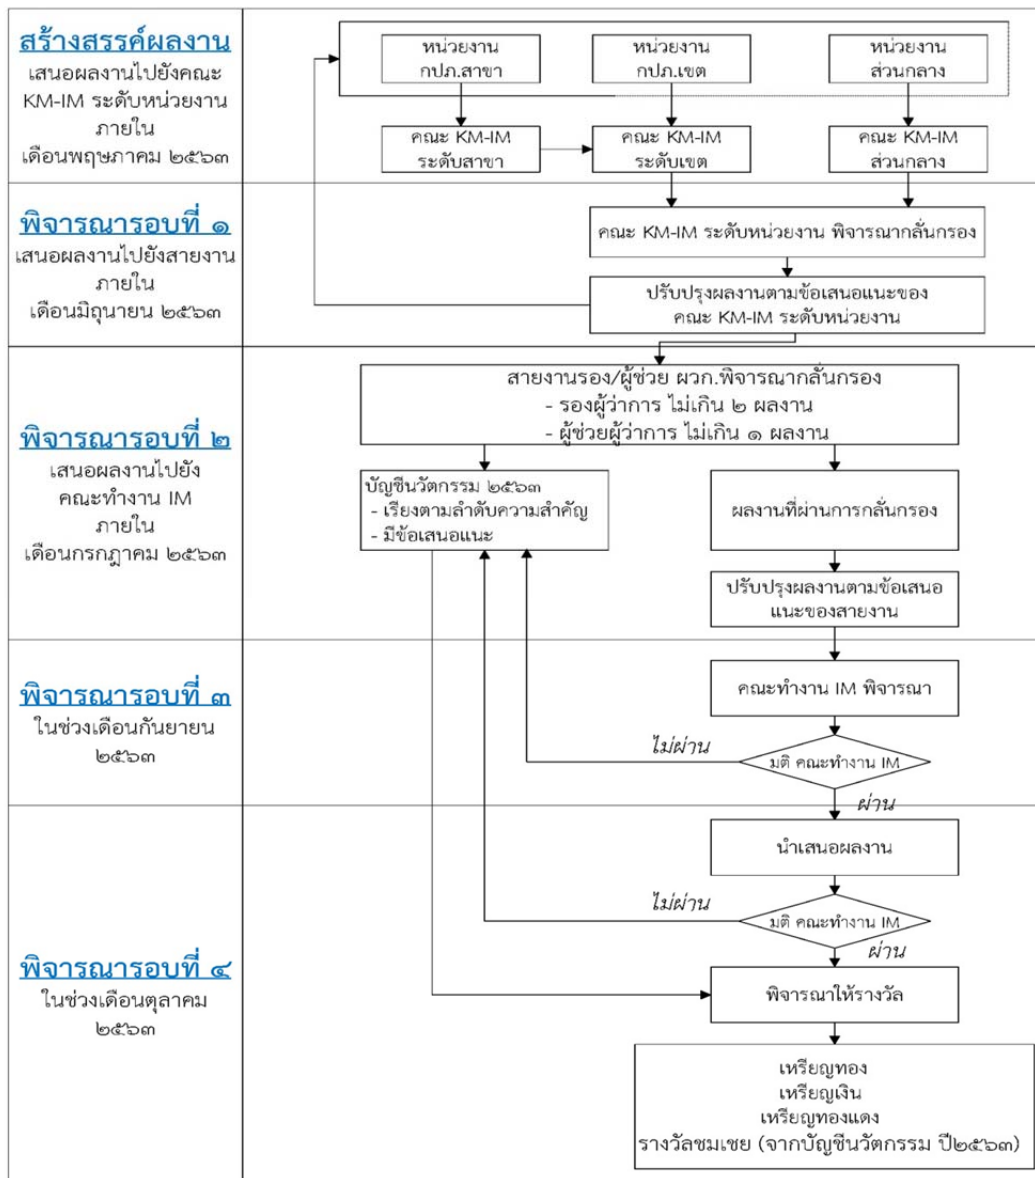 สร้างสรรค์ผลงาน
เสนอผลงานไปยังคณะ
KM-IM ระดับหน่วยงาน
ภายใน
เดือนพฤษภาคม ๒๕๖๓
หน่วยงาน
กปภ.สาขา
หน่วยงาน
กปภ.เขต
หน่วยงาน
ส่วนกลาง
คณะ KM-IM
ระดับสาขา
คณะ KM-IM
ระดับเขต
คณะ KM-IM
ส่วนกลาง
พิจารณารอบที่ ๑
เสนอผลงานไปยังสายงาน
ภายใน
เดือนมิถุนายน ๒๕๖๓
คณะ KM-IM ระดับหน่วยงาน พิจารณากลั่นกรอง
ปรับปรุงผลงานตามข้อเสนอแนะของ
คณะ KM-IM ระดับหน่วยงาน
พิจารณารอบที่ ๒
เสนอผลงานไปยัง
คณะทำงาน IM
ภายใน
เดือนกรกฎาคม ๒๕๖๓
สายงานรอง/ผู้ช่วย ผวก.พิจารณากลั่นกรอง
- รองผู้ว่าการ ไม่เกิน ๒ ผลงาน
- ผู้ช่วยผู้ว่าการ ไม่เกิน ๑ ผลงาน
บัญชีนวัตกรรม ๒๕๖๓
- เรียงตามลำดับความสำคัญ
- มีข้อเสนอแนะ
ผลงานที่ผ่านการกลั่นกรอง
ปรับปรุงผลงานตามข้อเสนอ
แนะของสายงาน
พิจารณารอบที่ ๓
ในช่วงเดือนกันยายน
๒๕๖๓
คณะทำงาน IM พิจารณา
ไม่ผ่าน
มติ คณะทำงาน IM
ผ่าน
พิจารณารอบที่ ๔
ในช่วงเดือนตุลาคม
๒๕๖๓
นำเสนอผลงาน
ไม่ผ่าน
มติ คณะทำงาน IM
ผ่าน
พิจารณาให้รางวัล
เหรียญทอง
เหรียญเงิน
เหรียญทองแดง
รางวัลชมเชย (จากบัญชีนวัตกรรม ปี๒๕๖๓)